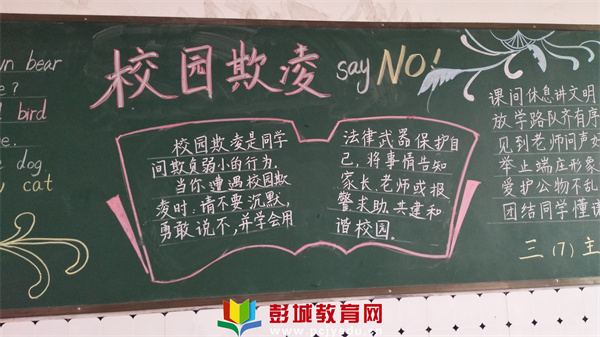 bear
?
bird
dog
cat
校园欺凌 say NO!
校园欺凌是同学
间欺负弱小的行为.
当你遭遇校园欺
凌时:请不要沉默,
勇敢说不,并学会用
法律武器保护自
己,将事情告知
家长.老师或报
警求助.共建和
谐校园.
课间休息讲文明
放学路队齐有序
见到老师问声好
举止端庄形象
爱护公物不乱
团结同学懂
三(7)主
彭城教育网
www.pcjyedu.cn